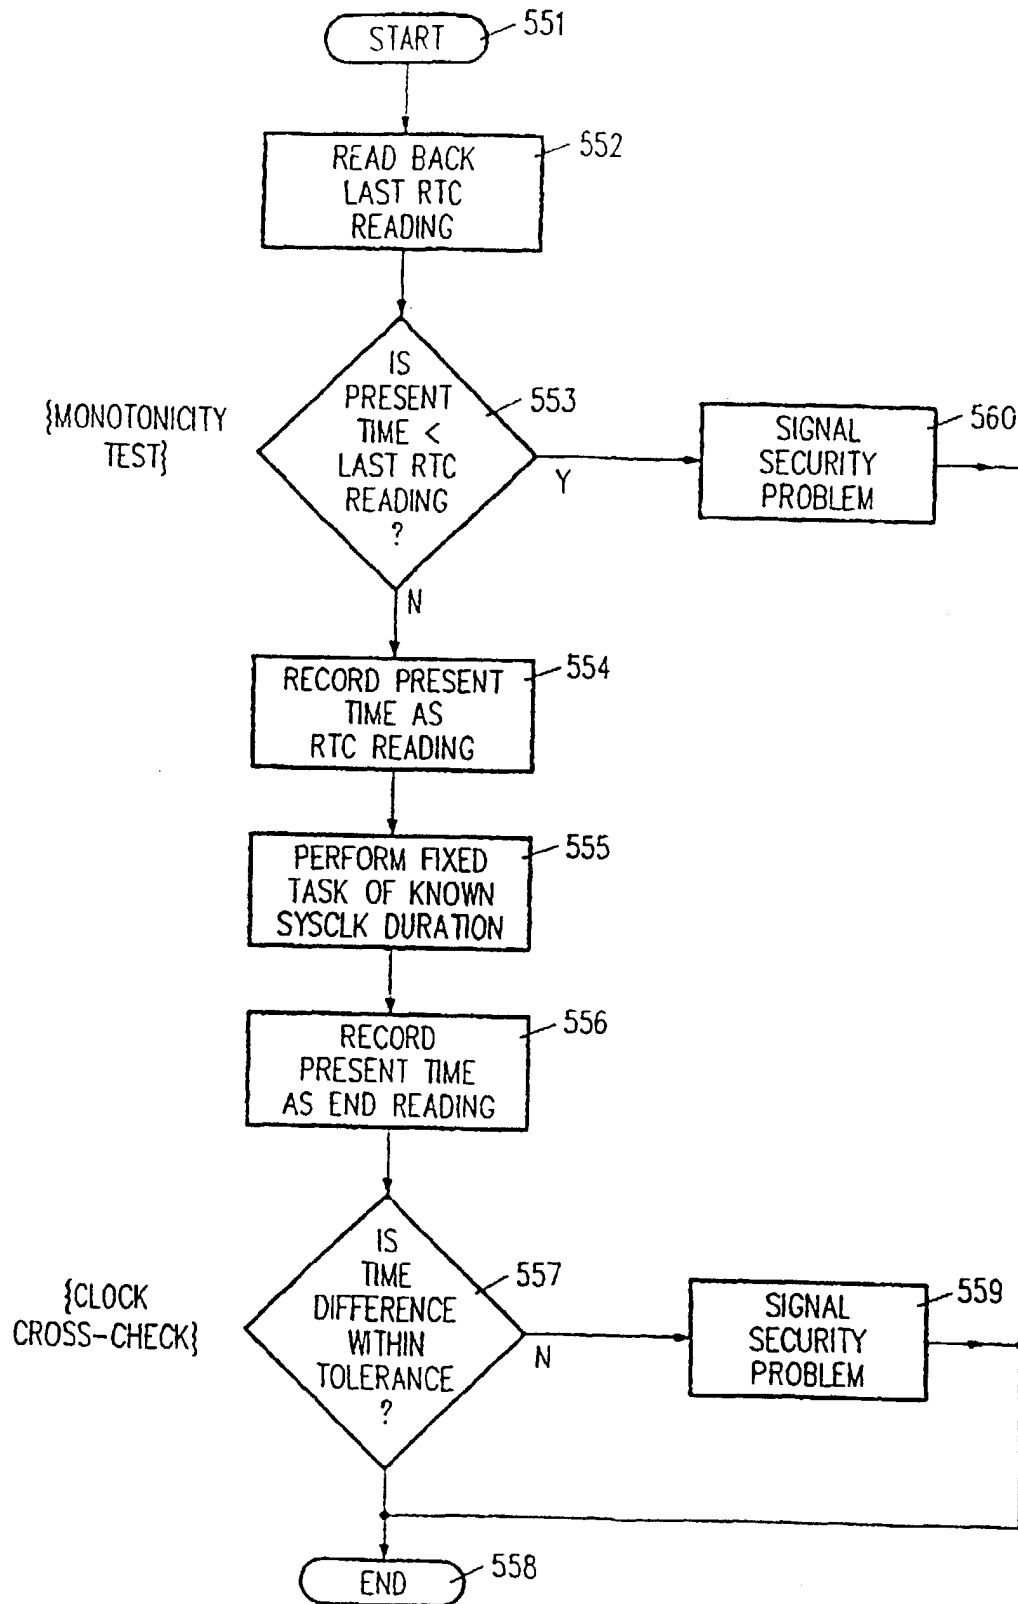 START
551
READ BACK
LAST RTC
READING
552
IS
PRESENT
TIME <
LAST RTC
READING
?
553
{MONOTONICITY
TEST}
Y
SIGNAL
SECURITY
PROBLEM
560
N
RECORD PRESENT
TIME AS
RTC READING
554
PERFORM FIXED
TASK OF KNOWN
SYSCLK DURATION
555
RECORD
PRESENT TIME
AS END READING
556
IS
TIME
DIFFERENCE
WITHIN
TOLERANCE
?
557
{CLOCK
CROSS-CHECK}
N
SIGNAL
SECURITY
PROBLEM
559
END
558